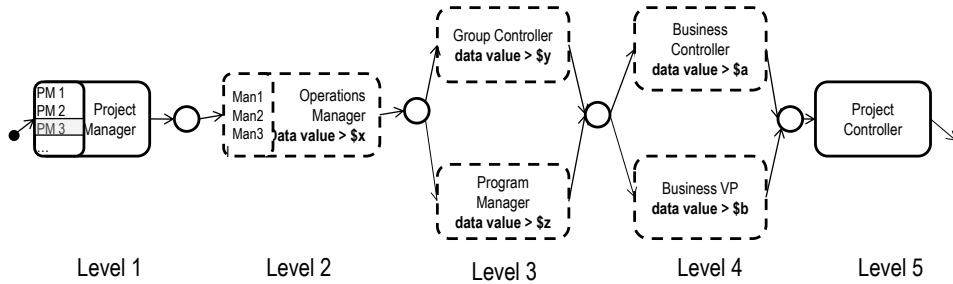 PM 1
PM 2
PM 3
...
Project
Manager
Man1
Man2
Man3
Operations
Manager
Data value > $x
Group Controller
data value > $y
Program
Manager
data value > $z
Business
Controller
data value > $a
Business VP
data value > $b
Project
Controller
Level 1
Level 2
Level 3
Level 4
Level 5